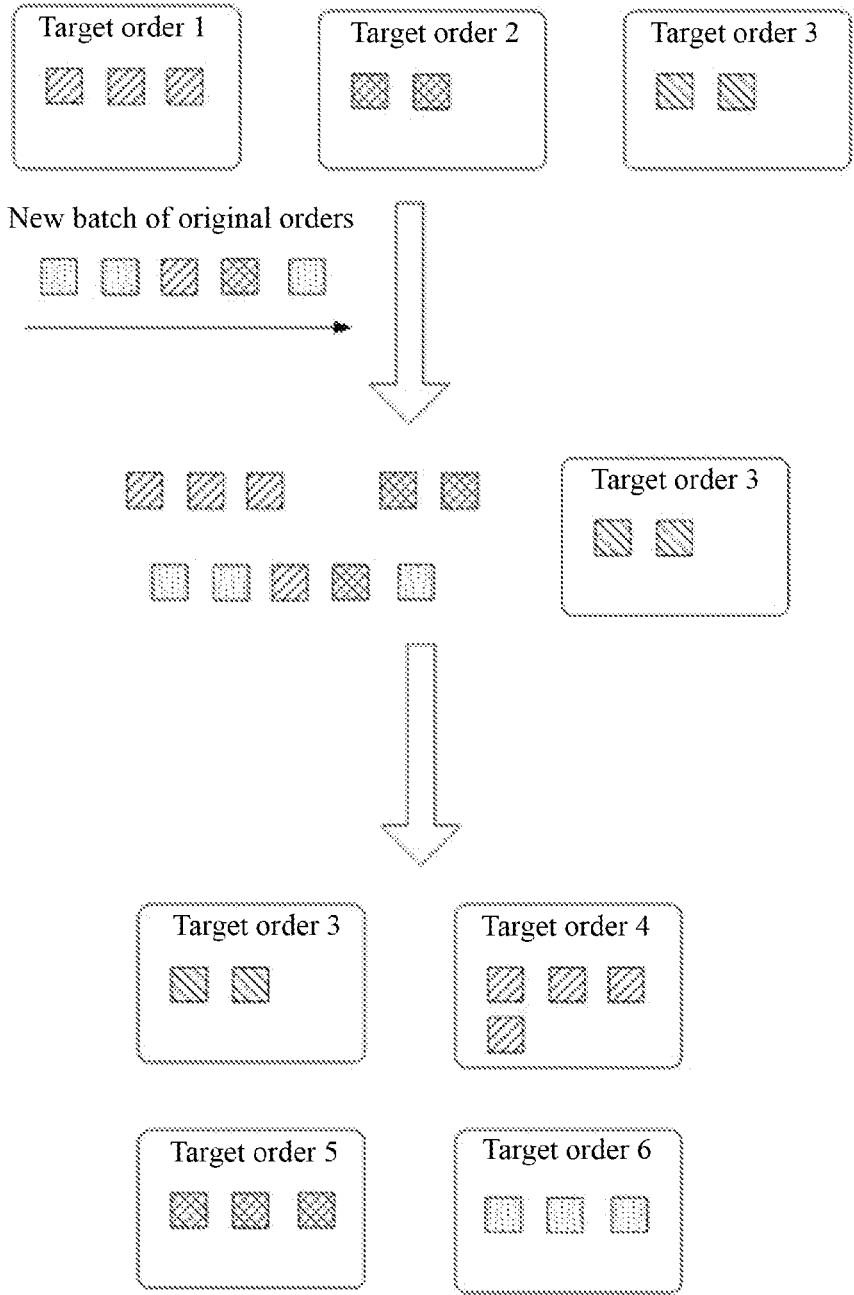 Target order 1
Target order 2
Target order 3
New batch of original orders
Target order 3
Target order 3
Target order 4
Target order 5
Target order 6